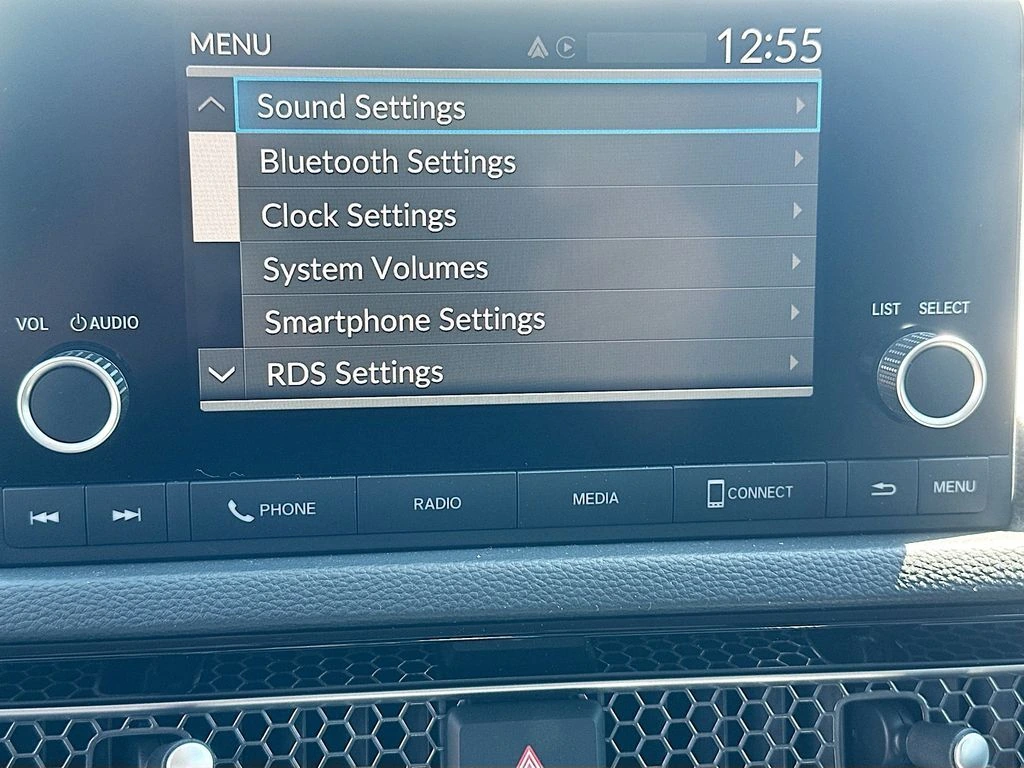 MENU
12:55
Sound Settings
Bluetooth Settings
Clock Settings
System Volumes
Smartphone Settings
RDS Settings
VOL AUDIO
LIST SELECT
PHONE
RADIO
MEDIA
CONNECT
MENU